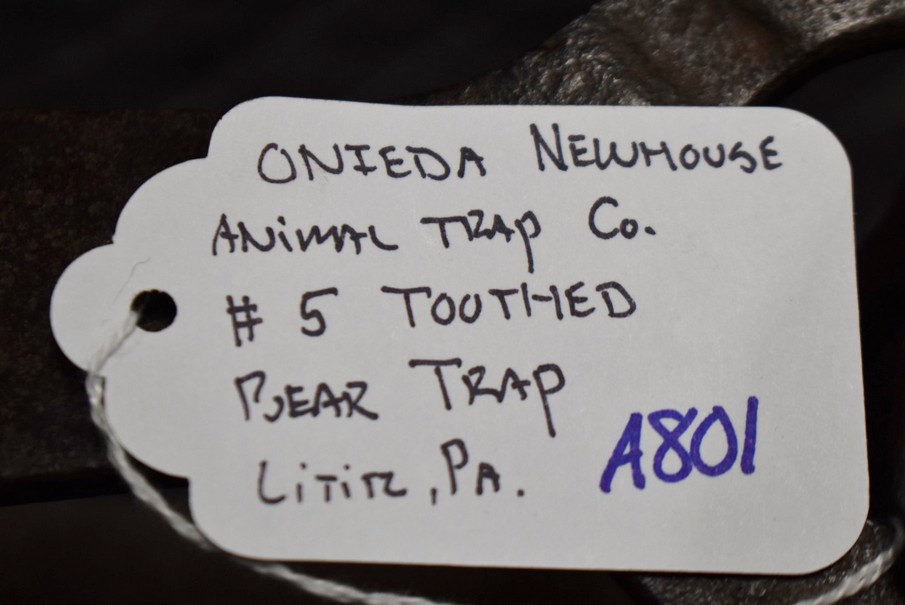 ONIEDA NEWHOUSE
ANiMAL TRAP Co.
# 5 TOOTHED
BEAR TRAP
LiTiTZ, PA.
A801